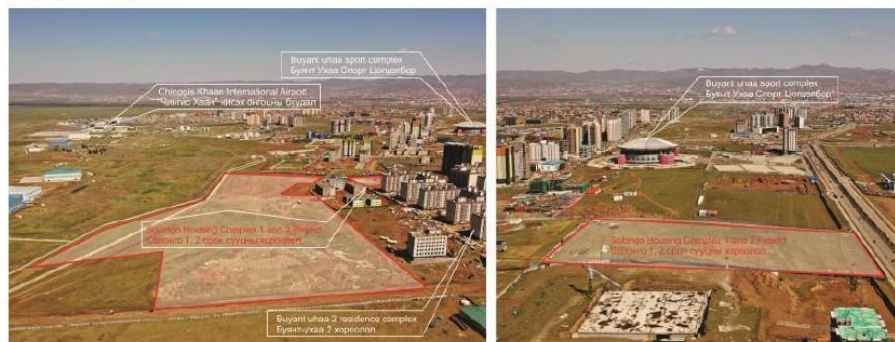 Buyant uhaa sport complex
Буянт Ухаа Спорт Цогцолбор
Chinggis Khaan International Airport
"Чингис Хаан" нисэх онгоцны буудал
Solongo Housing Complex 1 and 2 Project
Солонго 1, 2 орон сууцны хороолол
Buyant uhaa-2 residence complex
Буянт-ухаа 2 хороолол
Buyant uhaa sport complex
Буянт Ухаа Спорт Цогцолбор
Solongo Housing Complex 1 and 2 Project
Солонго 1, 2 орон сууцны хороолол